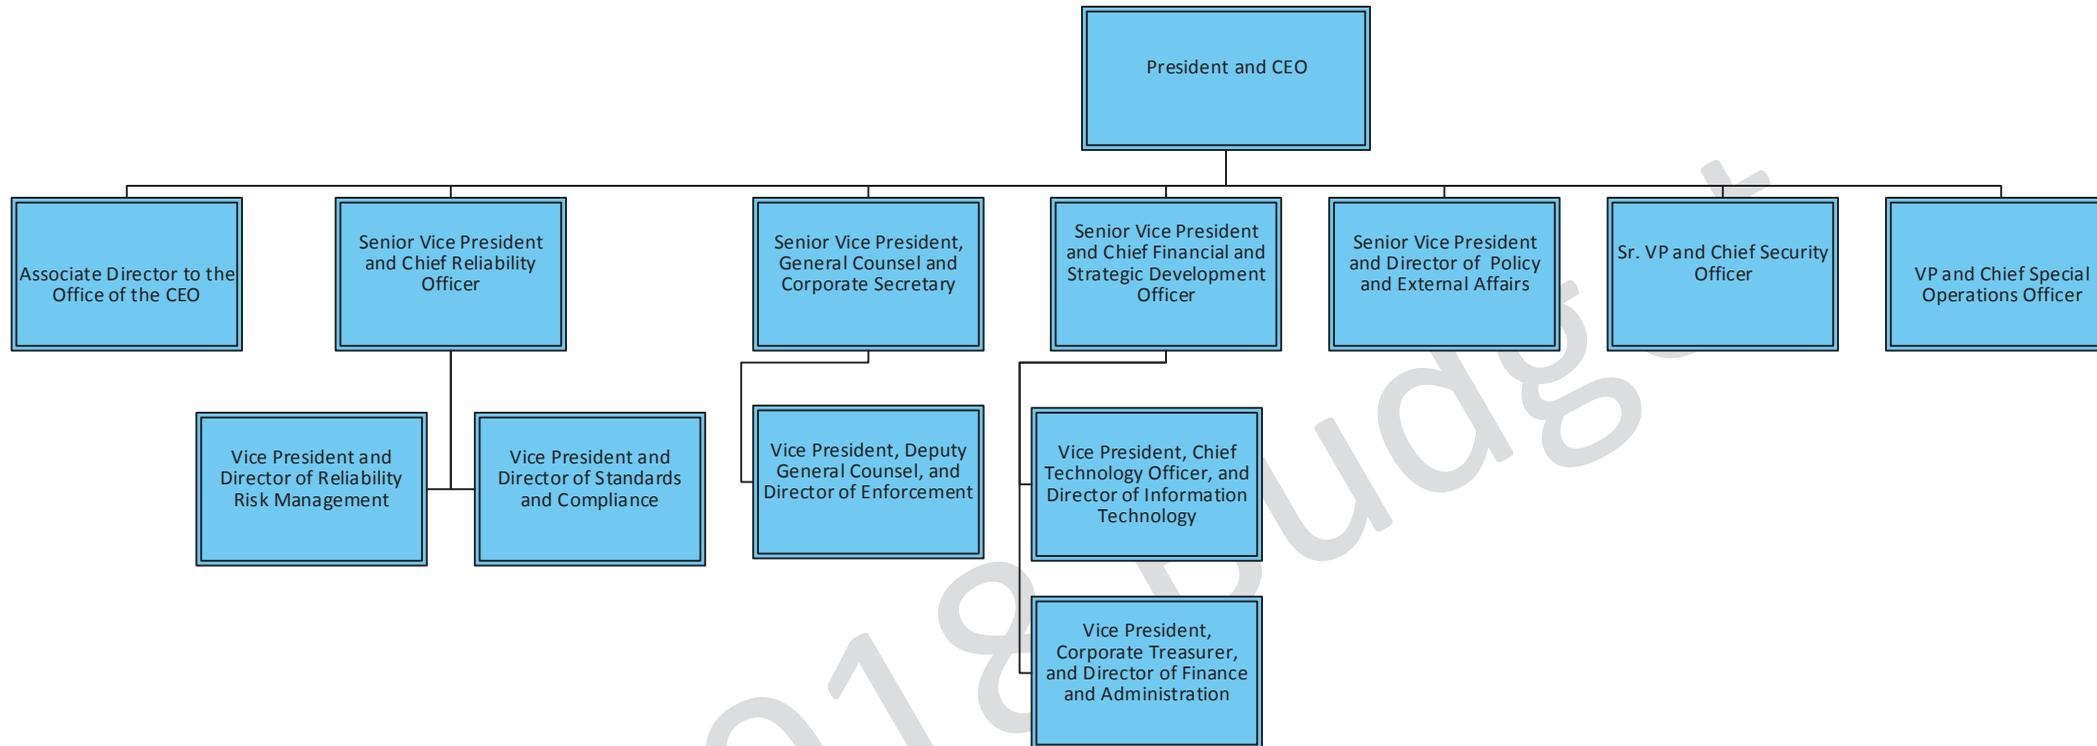 President and CEO
Associate Director to the
Office of the CEO
Senior Vice President
and Chief Reliability
Officer
Senior Vice President,
General Counsel and
Corporate Secretary
Senior Vice President
and Chief Financial and
Strategic Development
Officer
Senior Vice President
and Director of Policy
and External Affairs
Sr. VP and Chief Security
Officer
VP and Chief Special
Operations Officer
Vice President and
Director of Reliability
Risk Management
Vice President and
Director of Standards
and Compliance
Vice President, Deputy
General Counsel, and
Director of Enforcement
Vice President, Chief
Technology Officer, and
Director of Information
Technology
Vice President,
Corporate Treasurer,
and Director of Finance
and Administration
018 Budget